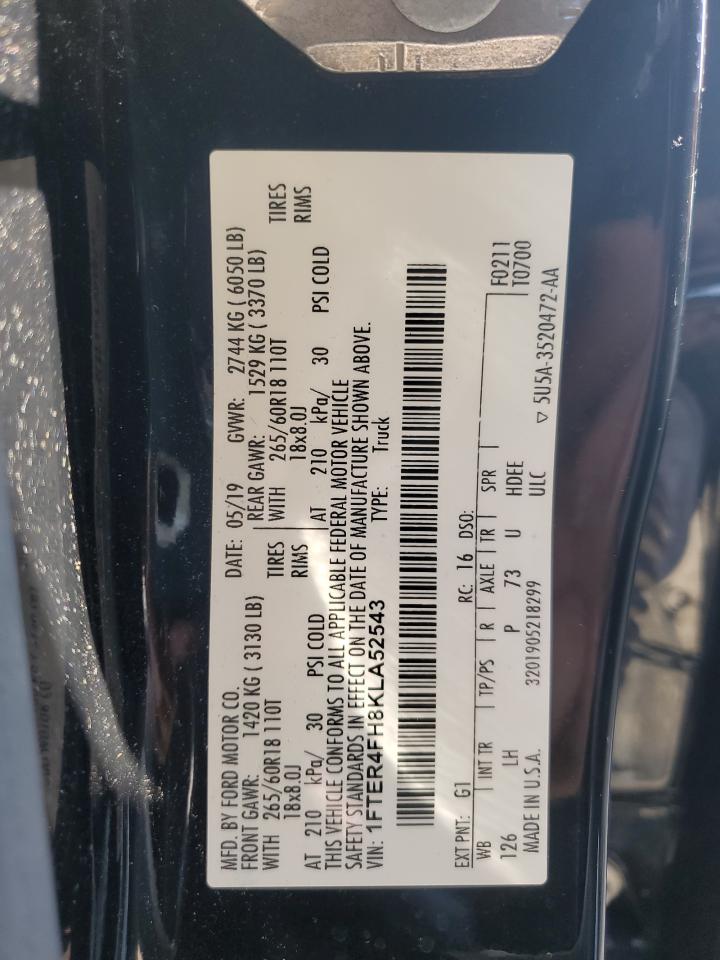 MFD. BY FORD MOTOR CO.
DATE: 05/19 GVWR: 2744 KG ( 6050 LB)
FRONT GAWR: 1420 KG ( 3130 LB) REAR GAWR: 1529 KG ( 3370 LB)
WITH 265/60R18 110T TIRES WITH 265/60R18 110T TIRES
18x8.0J RIMS 18x8.0J RIMS
AT 210 kPa/ 30 PSI COLD AT 210 kPa/ 30 PSI COLD
THIS VEHICLE CONFORMS TO ALL APPLICABLE FEDERAL MOTOR VEHICLE
SAFETY STANDARDS IN EFFECT ON THE DATE OF MANUFACTURE SHOWN ABOVE.
VIN: 1FTER4FH8KLA52543 TYPE: Truck
EXT PNT: G1 RC: 16 DSO:
WB INT TR TP/PS R AXLE TR SPR F0211
126 LH P 73 U HDEE T0700
MADE IN U.S.A. 3201905218299 ULC
▽ 5U5A-3520472-AA